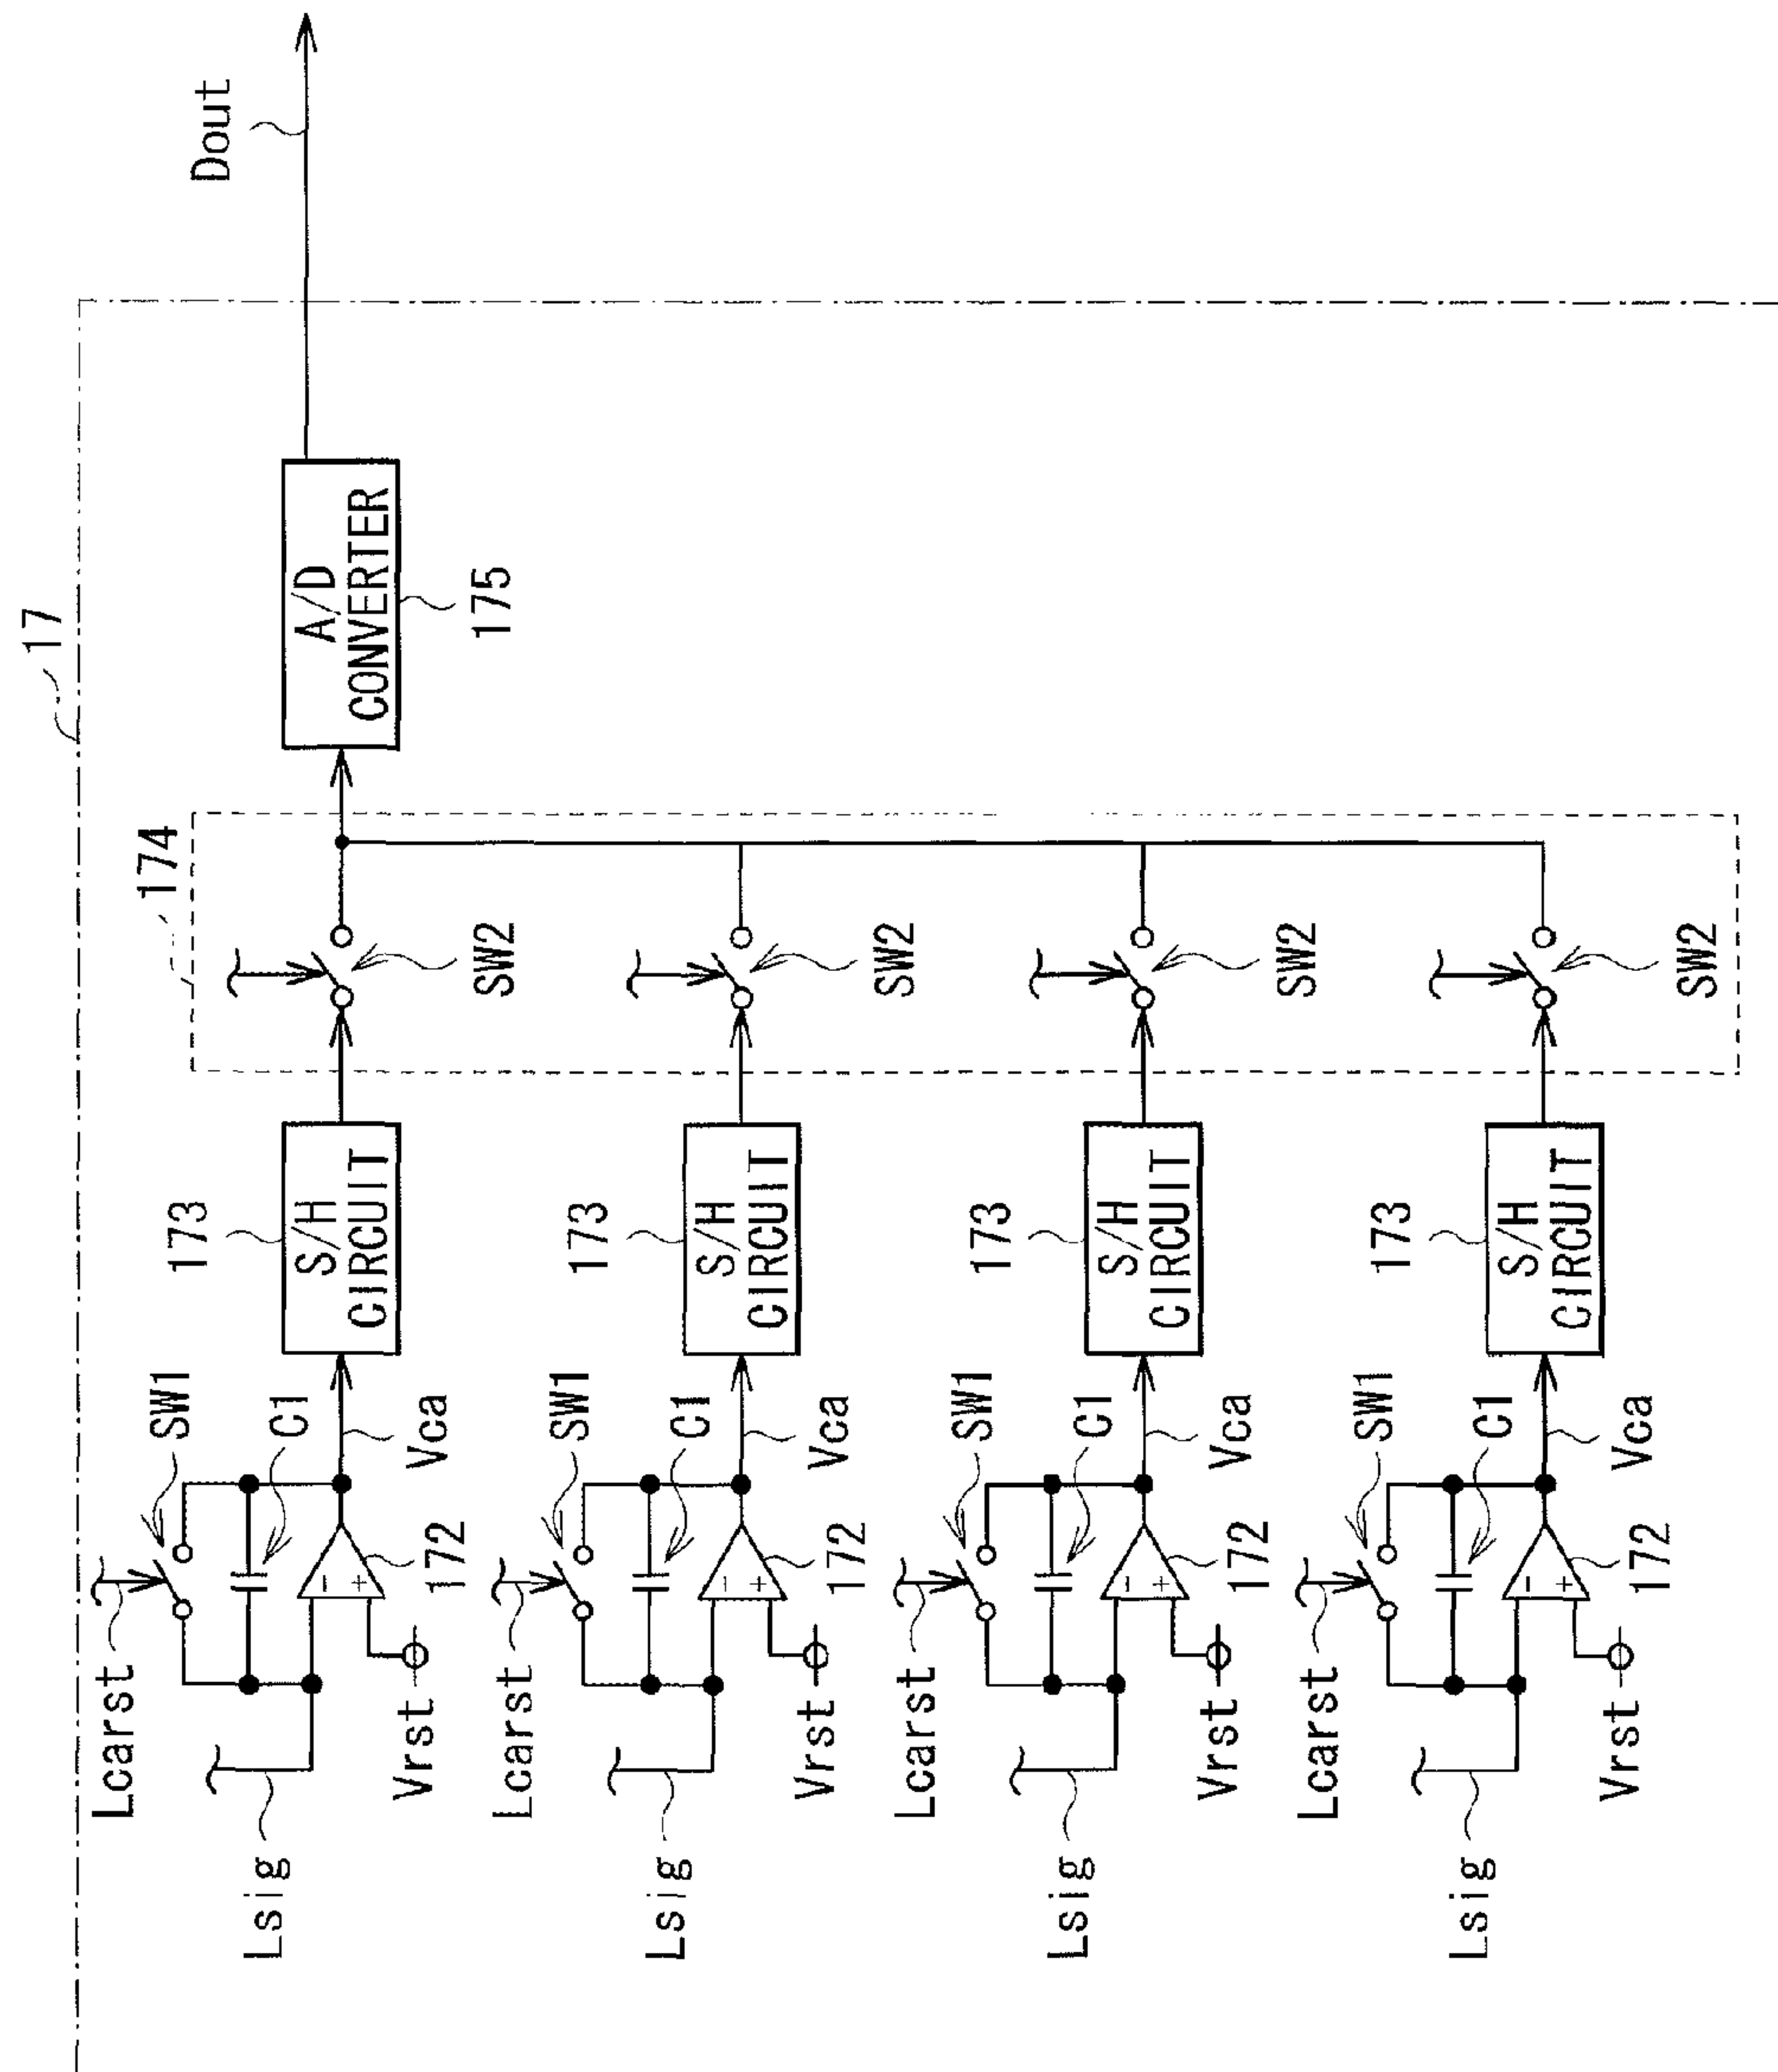 17
Dout
A/D
CONVERTER
175
174
SW2
SW2
SW2
SW2
173
S/H
CIRCUIT
173
S/H
CIRCUIT
173
S/H
CIRCUIT
173
S/H
CIRCUIT
Lcarst
SW1
C1
Vca
172
-
+
Vrst
Lsig
Lcarst
SW1
C1
Vca
172
-
+
Vrst
Lsig
Lcarst
SW1
C1
Vca
172
-
+
Vrst
Lsig
Lcarst
SW1
C1
Vca
172
-
+
Vrst
Lsig